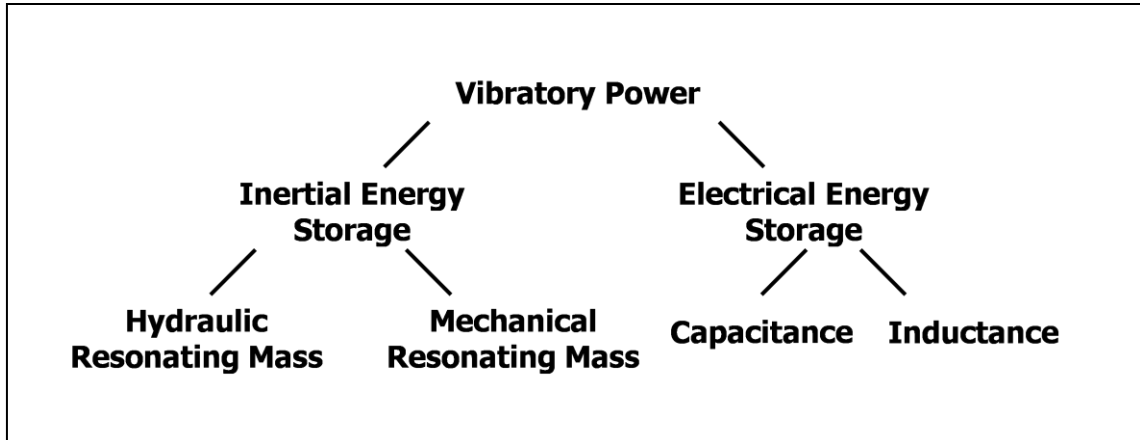 Vibratory Power
Inertial Energy
Storage
Electrical Energy
Storage
Hydraulic
Resonating Mass
Mechanical
Resonating Mass
Capacitance
Inductance